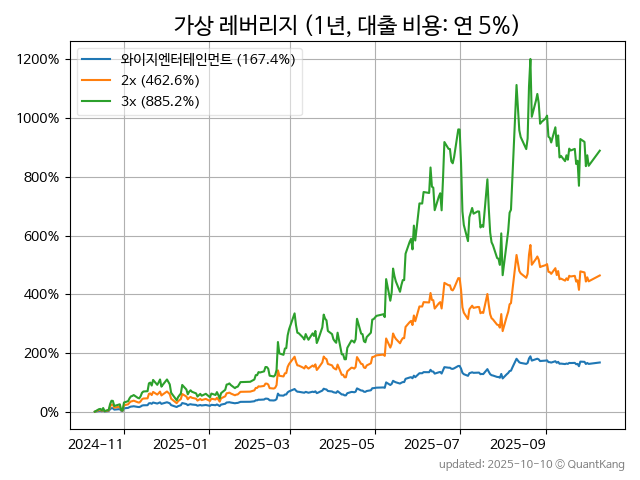 가상 레버리지 (1년, 대출 비용: 연 5%)
1200%
1000%
800%
600%
400%
200%
0%
와이지엔터테인먼트 (167.4%)
2x (462.6%)
3x (885.2%)
2024-11 2025-01 2025-03 2025-05 2025-07 2025-09
updated: 2025-10-10 © QuantKang